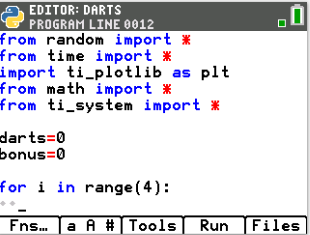 EDITOR: DARTS
PROGRAM LINE 0012
from random import *
from time import *
import ti_plotlib as plt
from math import *
from ti_system import *
darts=0
bonus=0
for i in range(4):
··_
Fns… a A # Tools Run Files